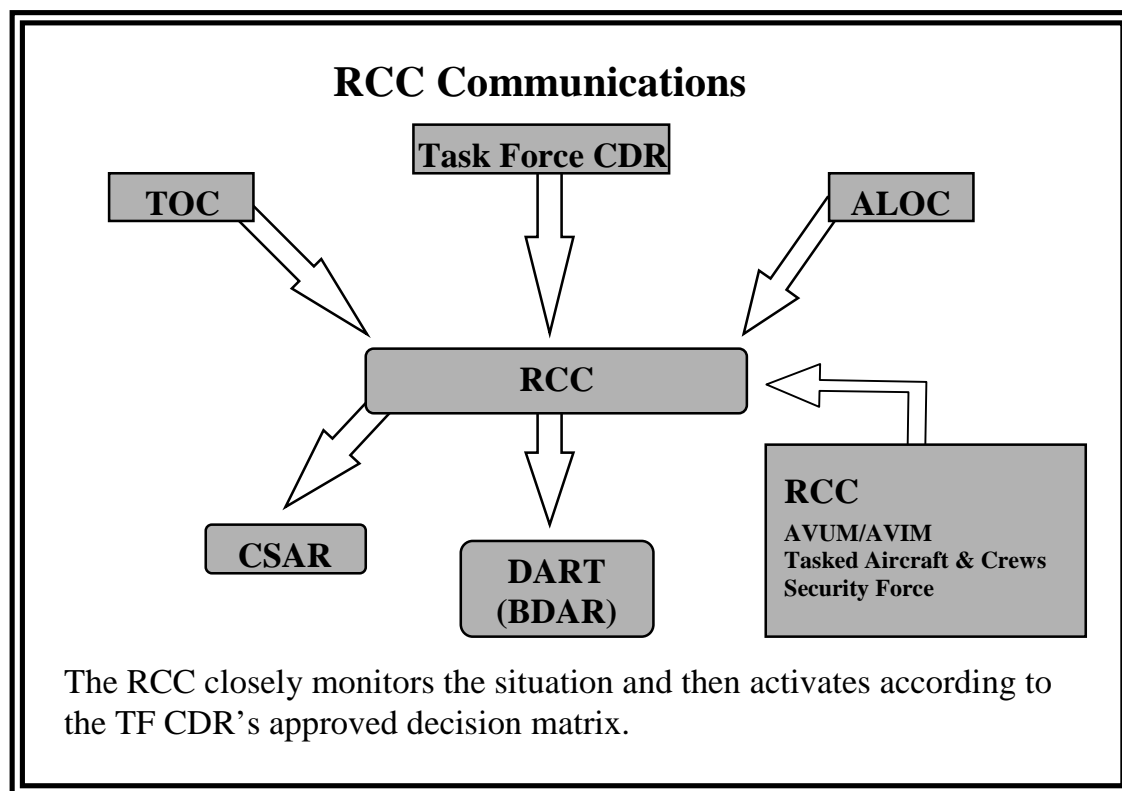 RCC Communications
Task Force CDR
TOC
ALOC
RCC
CSAR
DART
(BDAR)
RCC
AVUM/AVIM
Tasked Aircraft & Crews
Security Force
The RCC closely monitors the situation and then activates according to
the TF CDR’s approved decision matrix.